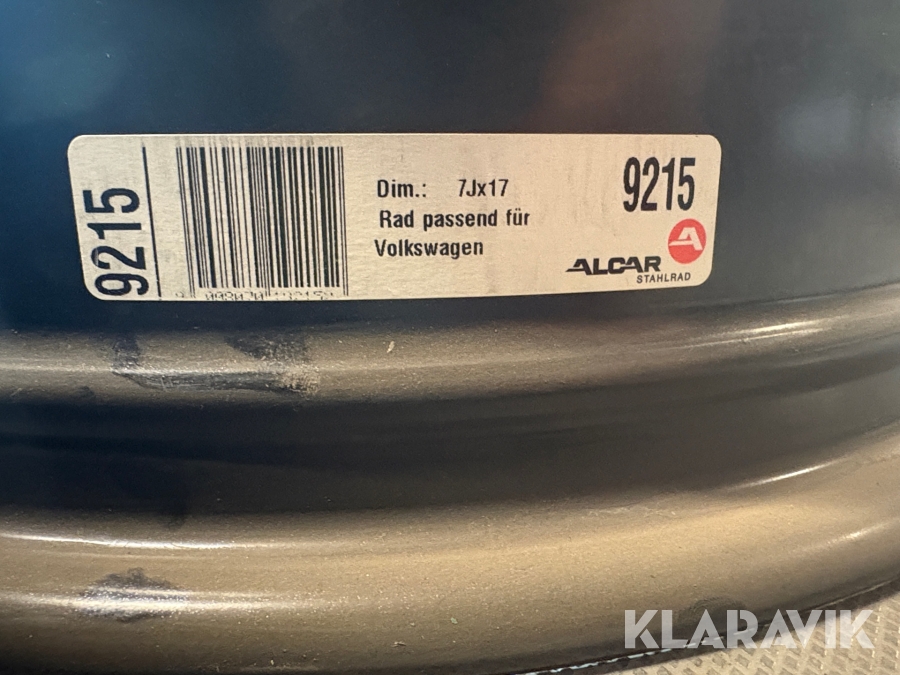 9215
Dim.: 7Jx17
Rad passend für
Volkswagen
9215
A
ALCAR
STAHLRAD
KLARAVIK